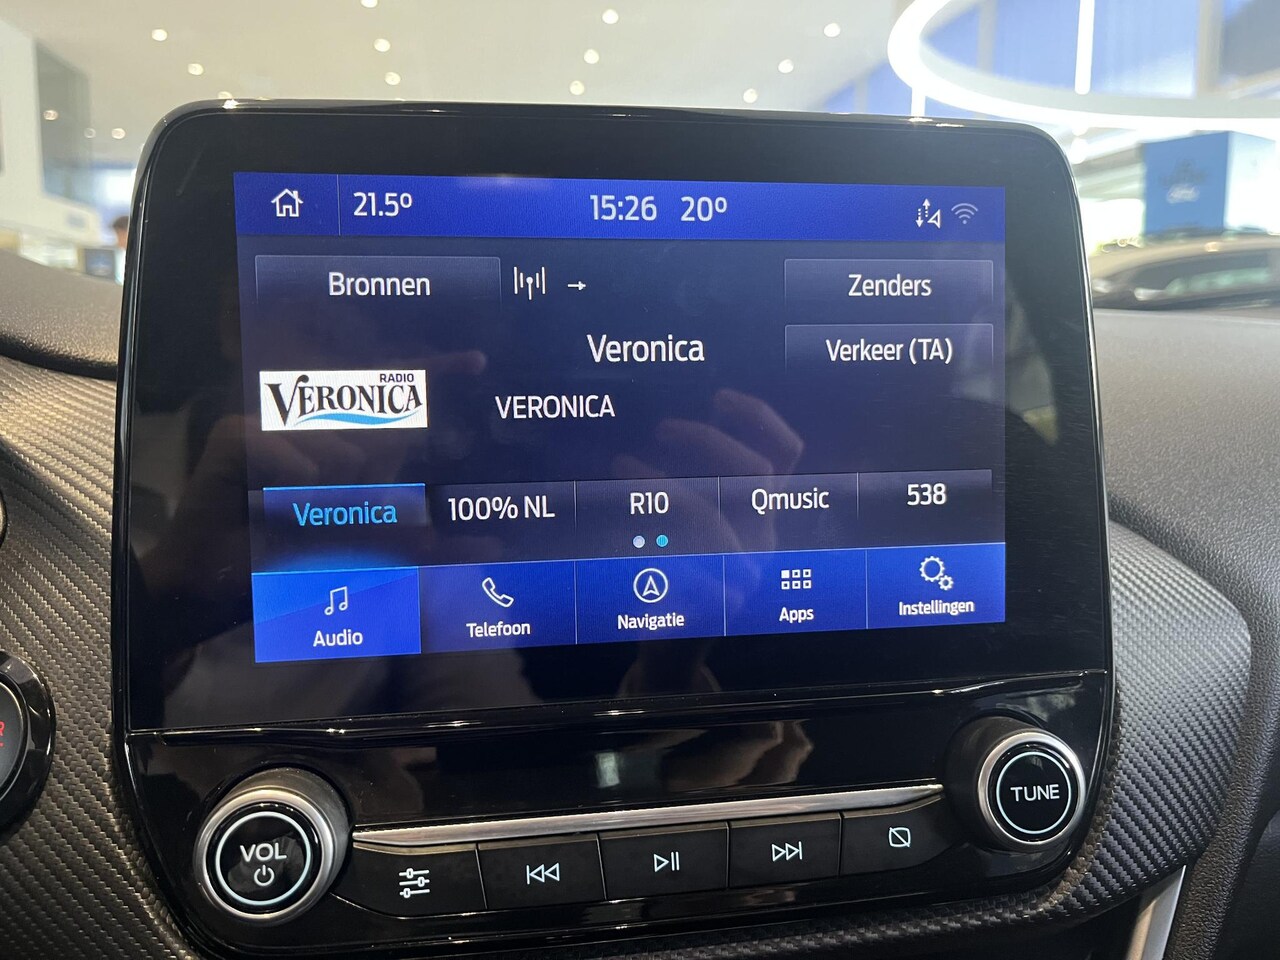 21.5°
15:26 20°
Bronnen
Zenders
Veronica
Verkeer (TA)
RADIO
VERONICA
VERONICA
Veronica
100% NL
R10
Qmusic
538
Audio
Telefoon
Navigatie
Apps
Instellingen
VOL
TUNE
Ford